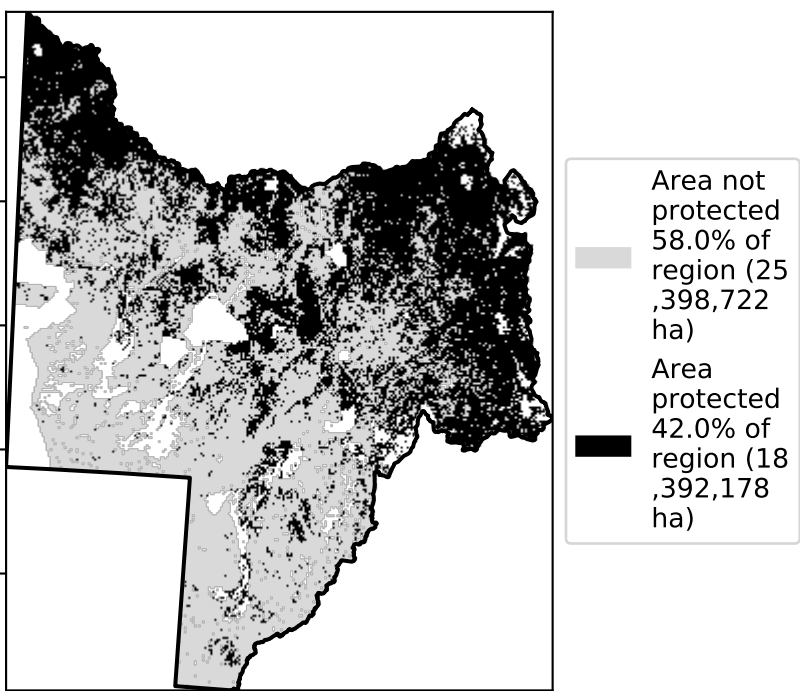 Area not
protected
58.0% of
region (25
,398,722
ha)
Area
protected
42.0% of
region (18
,392,178
ha)